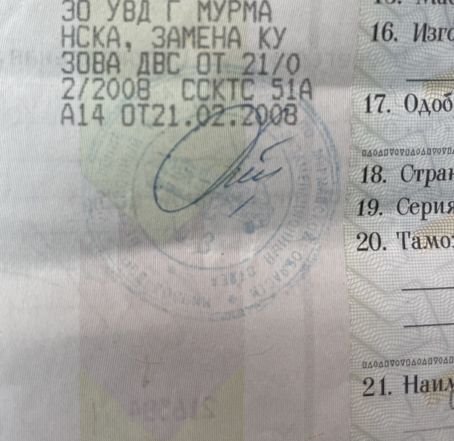 ЗО УВД Г МУРМА
НСКА, ЗАМЕНА КУ
ЗОВА ДВС ОТ 21/0
2/2008 ССКТС 51А
А14 ОТ21.02.2008
16. Изго
17. Одоб
18. Стран
19. Серия
20. Тамо
21. Наим